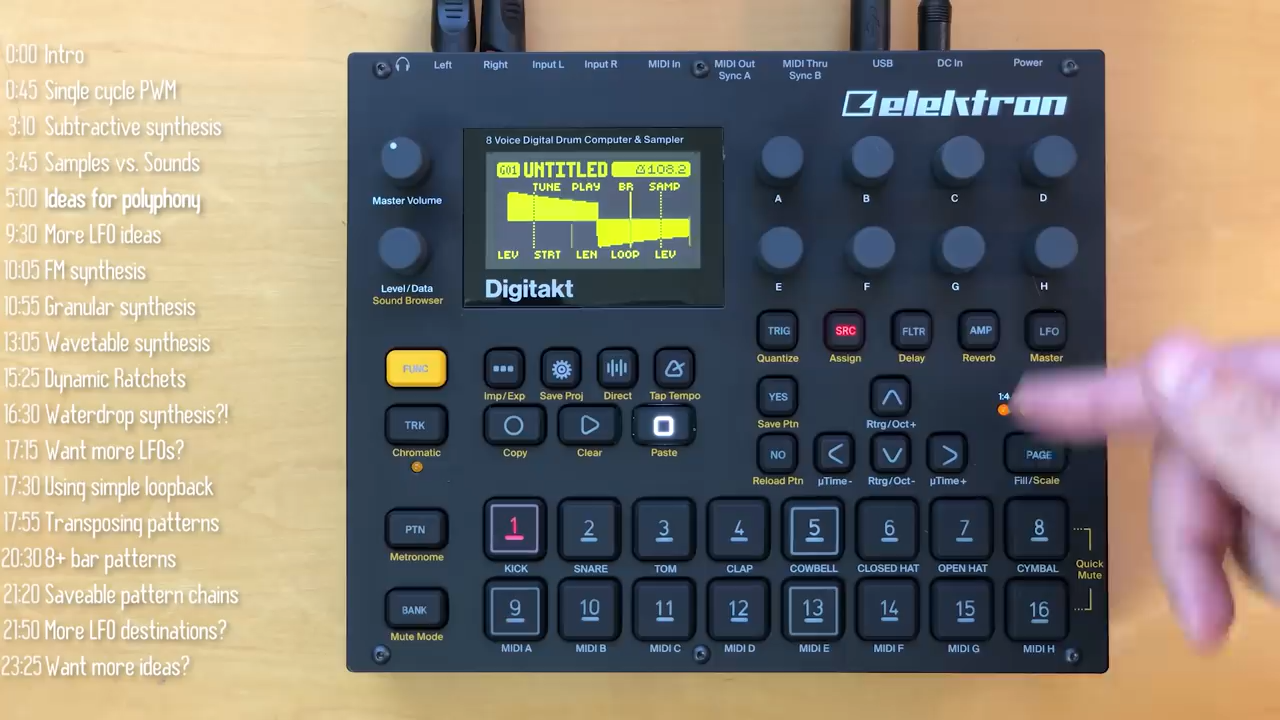 0:00 Intro
0:45 Single cycle PWM
3:10 Subtractive synthesis
3:45 Samples vs. Sounds
5:00 Ideas for polyphony
9:30 More LFO ideas
10:05 FM synthesis
10:55 Granular synthesis
13:05 Wavetable synthesis
15:25 Dynamic Ratchets
16:30 Waterdrop synthesis?!
17:15 Want more LFOs?
17:30 Using simple loopback
17:55 Transposing patterns
20:30 8+ bar patterns
21:20 Saveable pattern chains
21:50 More LFO destinations?
23:25 Want more ideas?
Left Right Input L Input R MIDI In MIDI Out MIDI Thru USB DC In Power
Sync A Sync B
elektron
8 Voice Digital Drum Computer & Sampler
G01 UNTITLED 108.2
TUNE PLAY BR SAMP
LEV STRT LEN LOOP LEV
Digitakt
Master Volume
Level/Data
Sound Browser
A B C D
E F G H
TRIG SRC FLTR AMP LFO
Quantize Assign Delay Reverb Master
FUNC
Imp/Exp Save Proj Direct Tap Tempo
TRK
Chromatic
Copy Clear Paste
YES
Save Ptn
Rtrg/Oct+
1:4
NO
PAGE
Reload Ptn µTime- Rtrg/Oct- µTime+ Fill/Scale
PTN
Metronome
1 2 3 4 5 6 7 8
KICK SNARE TOM CLAP COWBELL CLOSED HAT OPEN HAT CYMBAL
Quick
Mute
BANK
Mute Mode
9 10 11 12 13 14 15 16
MIDI A MIDI B MIDI C MIDI D MIDI E MIDI F MIDI G MIDI H